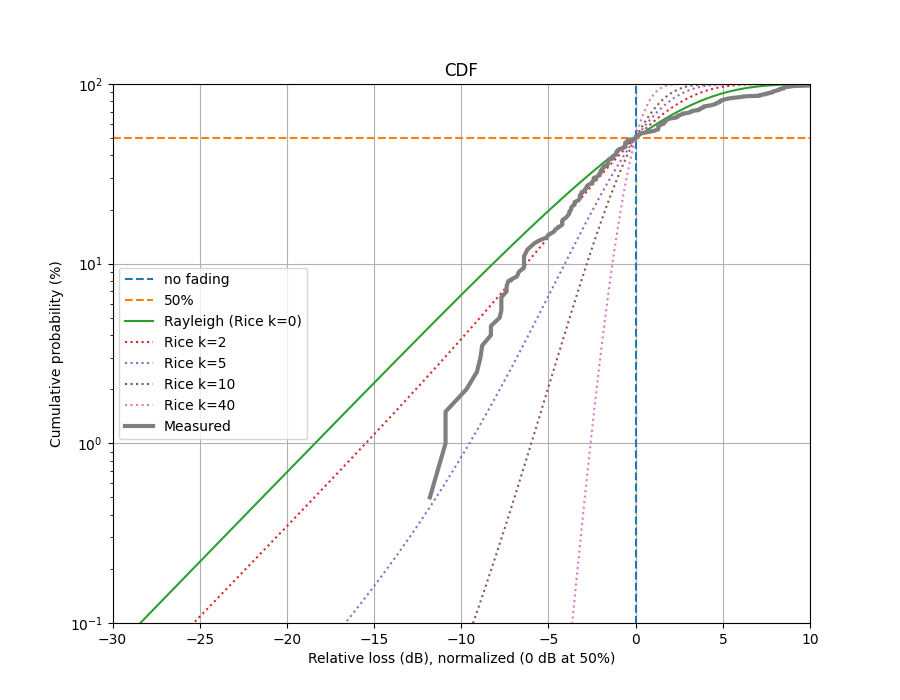 CDF
Cumulative probability (%)
10²
10¹
10⁰
10⁻¹
no fading
50%
Rayleigh (Rice k=0)
Rice k=2
Rice k=5
Rice k=10
Rice k=40
Measured
−30 −25 −20 −15 −10 −5 0 5 10
Relative loss (dB), normalized (0 dB at 50%)